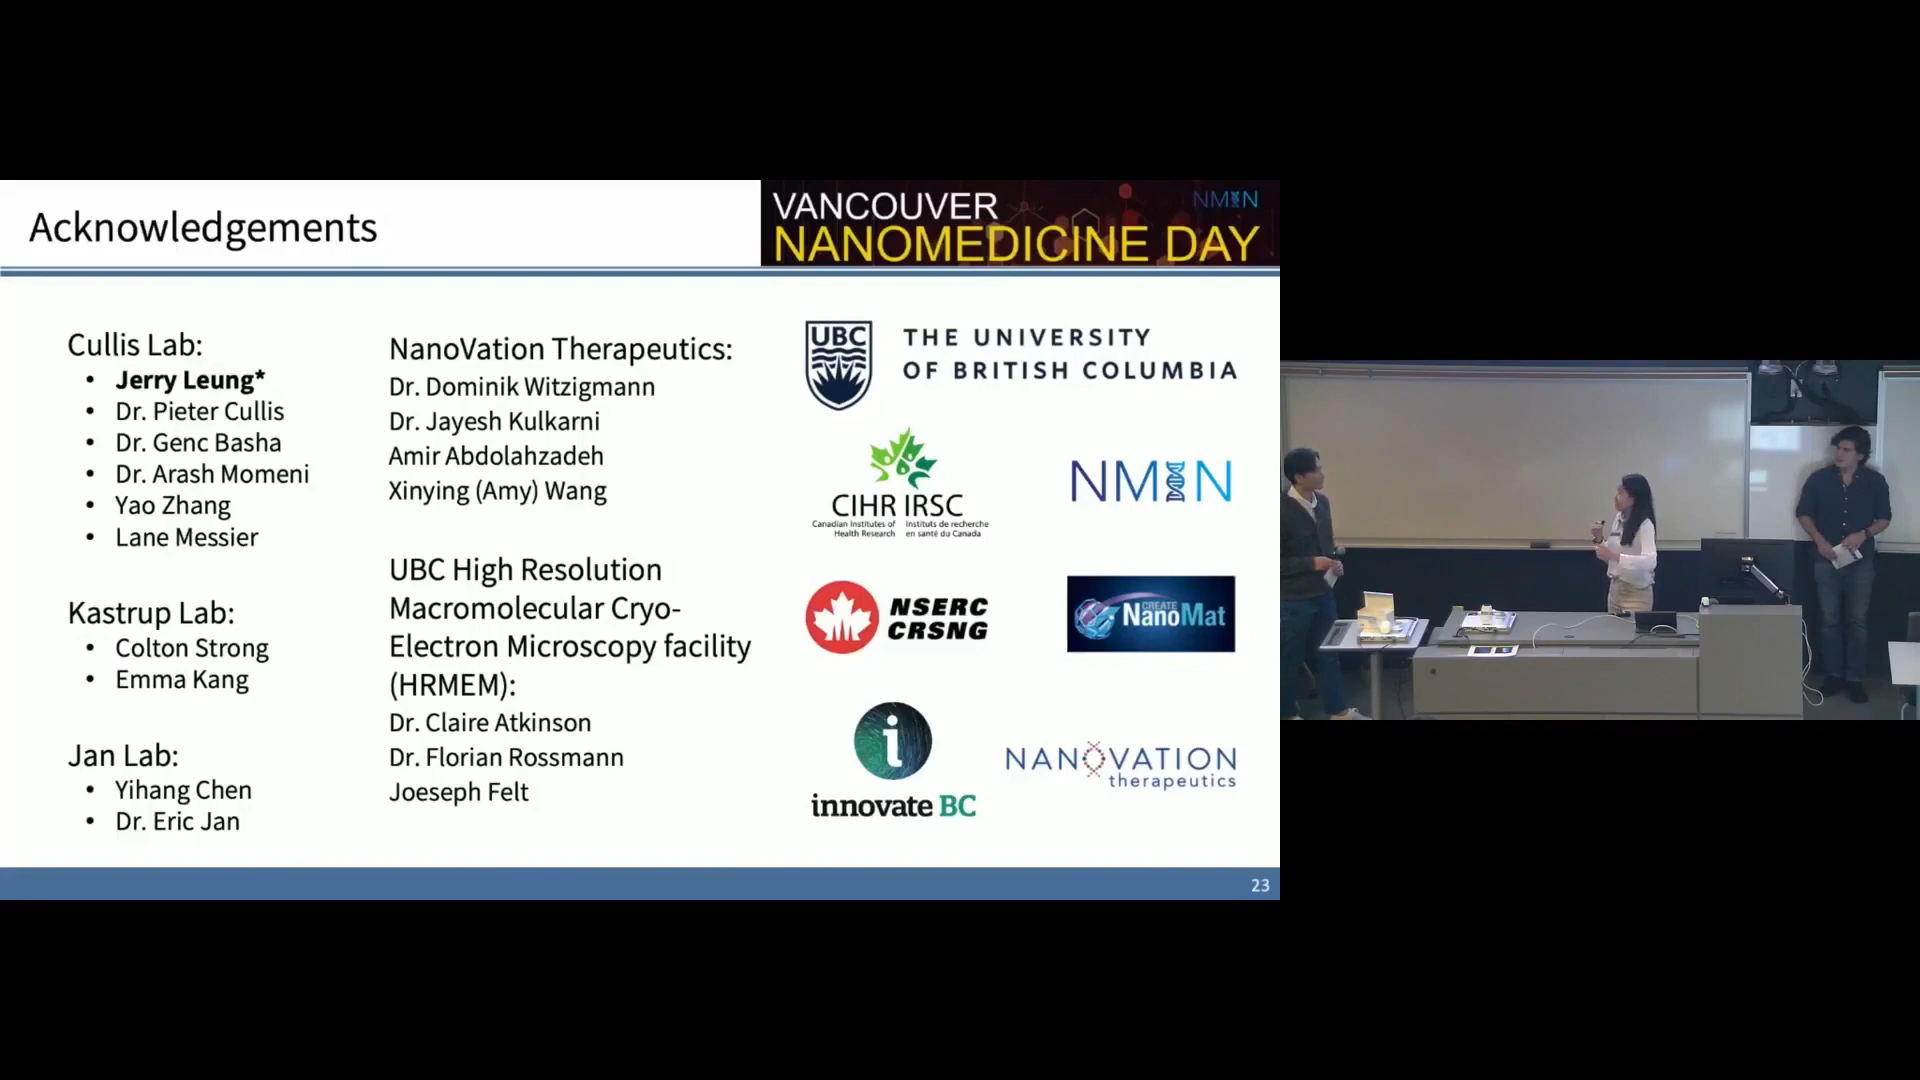 Acknowledgements
VANCOUVER
NANOMEDICINE DAY
NMIN
Cullis Lab:
• Jerry Leung*
• Dr. Pieter Cullis
• Dr. Genc Basha
• Dr. Arash Momeni
• Yao Zhang
• Lane Messier
Kastrup Lab:
• Colton Strong
• Emma Kang
Jan Lab:
• Yihang Chen
• Dr. Eric Jan
NanoVation Therapeutics:
Dr. Dominik Witzigmann
Dr. Jayesh Kulkarni
Amir Abdolahzadeh
Xinying (Amy) Wang
UBC High Resolution
Macromolecular Cryo-
Electron Microscopy facility
(HRMEM):
Dr. Claire Atkinson
Dr. Florian Rossmann
Joeseph Felt
UBC
THE UNIVERSITY
OF BRITISH COLUMBIA
CIHR IRSC
Canadian Institutes of Health Research
Instituts de recherche en santé du Canada
NMIN
NSERC
CRSNG
CREATE
NanoMat
i
innovate BC
NANOVATION
therapeutics
23